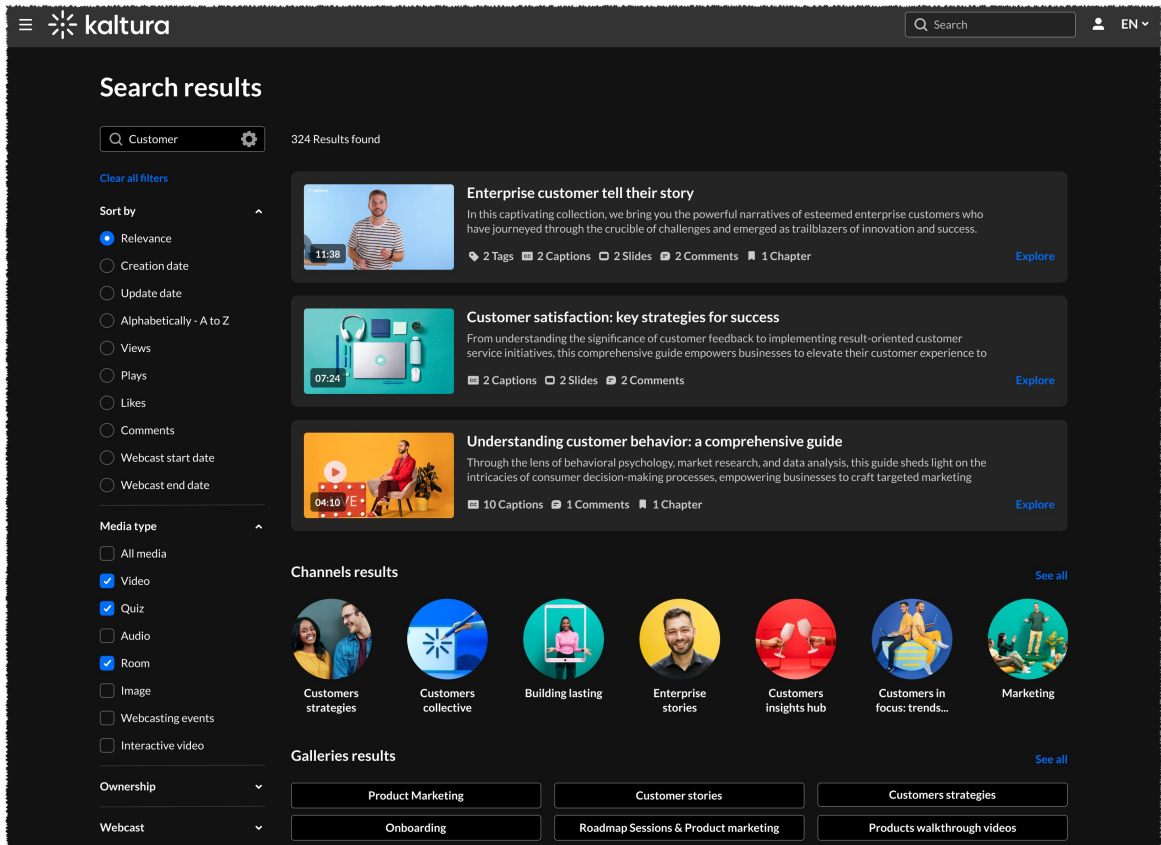 kaltura
Search
EN
Search results
Customer
324 Results found
Clear all filters
Sort by
Relevance
Creation date
Update date
Alphabetically - A to Z
Views
Plays
Likes
Comments
Webcast start date
Webcast end date
Media type
All media
Video
Quiz
Audio
Room
Image
Webcasting events
Interactive video
Ownership
Webcast
11:38
Enterprise customer tell their story
In this captivating collection, we bring you the powerful narratives of esteemed enterprise customers who
have journeyed through the crucible of challenges and emerged as trailblazers of innovation and success.
2 Tags 2 Captions 2 Slides 2 Comments 1 Chapter
Explore
07:24
Customer satisfaction: key strategies for success
From understanding the significance of customer feedback to implementing result-oriented customer
service initiatives, this comprehensive guide empowers businesses to elevate their customer experience to
2 Captions 2 Slides 2 Comments
Explore
04:10
Understanding customer behavior: a comprehensive guide
Through the lens of behavioral psychology, market research, and data analysis, this guide sheds light on the
intricacies of consumer decision-making processes, empowering businesses to craft targeted marketing
10 Captions 1 Comments 1 Chapter
Explore
Channels results
See all
Customers
strategies
Customers
collective
Building lasting
Enterprise
stories
Customers
insights hub
Customers in
focus: trends...
Marketing
Galleries results
See all
Product Marketing
Customer stories
Customers strategies
Onboarding
Roadmap Sessions & Product marketing
Products walkthrough videos